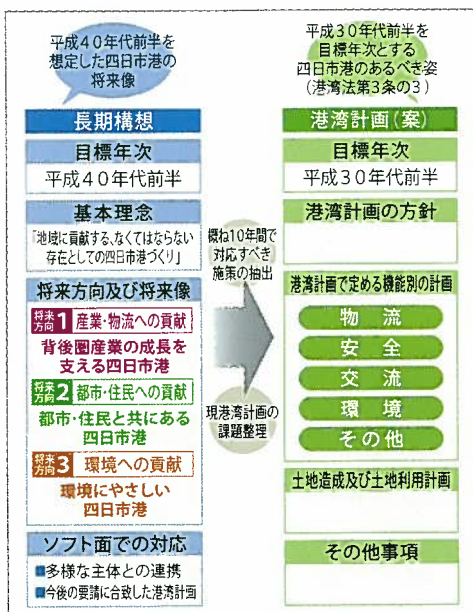 平成40年代前半を
想定した四日市港の
将来像
長期構想
目標年次
平成40年代前半
基本理念
「地域に貢献する、なくてはならない
存在としての四日市港づくり」
将来方向及び将来像
将来方向1 産業・物流への貢献
背後圏産業の成長を
支える四日市港
将来方向2 都市・住民への貢献
都市・住民と共にある
四日市港
将来方向3 環境への貢献
環境にやさしい
四日市港
ソフト面での対応
■多様な主体との連携
■今後の要請に合致した港湾計画
概ね10年間で
対応すべき
施策の抽出
現港湾計画の
課題整理
平成30年代前半を
目標年次とする
四日市港のあるべき姿
(港湾法第3条の3)
港湾計画(案)
目標年次
平成30年代前半
港湾計画の方針
港湾計画で定める機能別の計画
物流
安全
交流
環境
その他
土地造成及び土地利用計画
その他事項